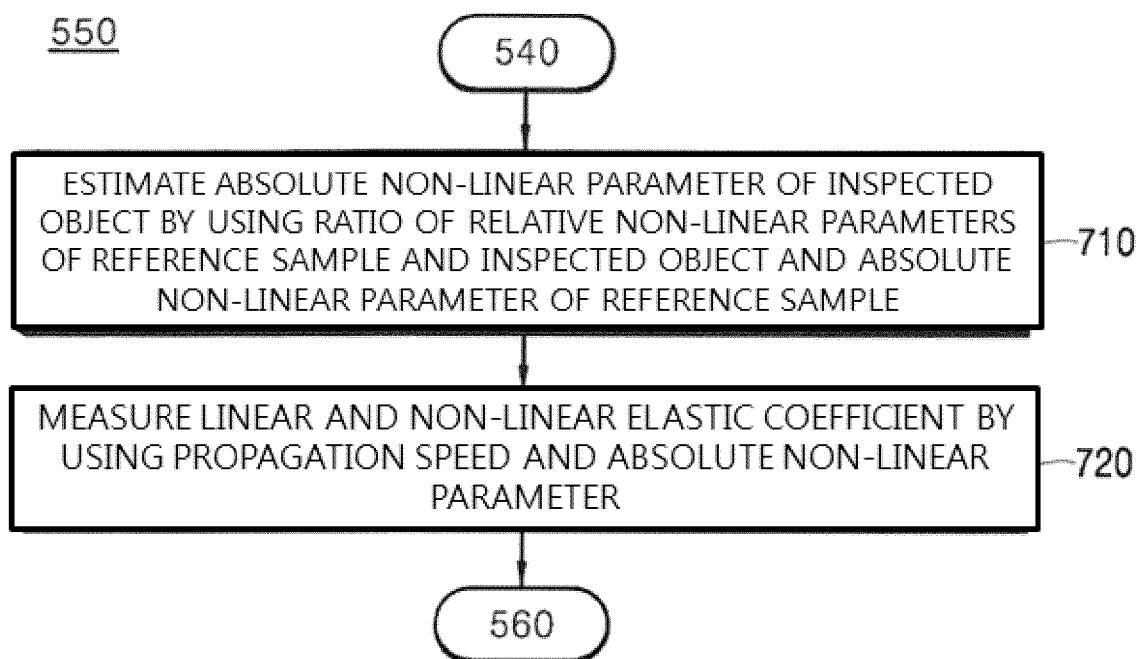 550
540
ESTIMATE ABSOLUTE NON-LINEAR PARAMETER OF INSPECTED
OBJECT BY USING RATIO OF RELATIVE NON-LINEAR PARAMETERS
OF REFERENCE SAMPLE AND INSPECTED OBJECT AND ABSOLUTE
NON-LINEAR PARAMETER OF REFERENCE SAMPLE
710
MEASURE LINEAR AND NON-LINEAR ELASTIC COEFFICIENT BY
USING PROPAGATION SPEED AND ABSOLUTE NON-LINEAR
PARAMETER
720
560